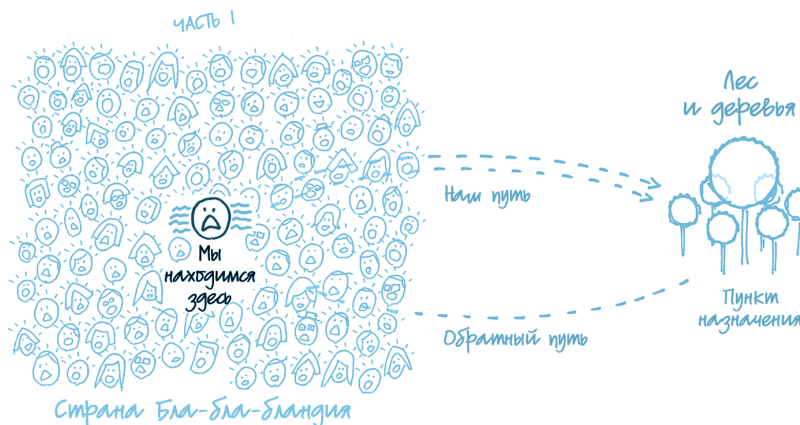 ЧАСТЬ 1
Лес
и деревья
Наш путь
Мы
находимся
здесь
Пункт
назначения
Обратный путь
Страна Бла-бла-бландия